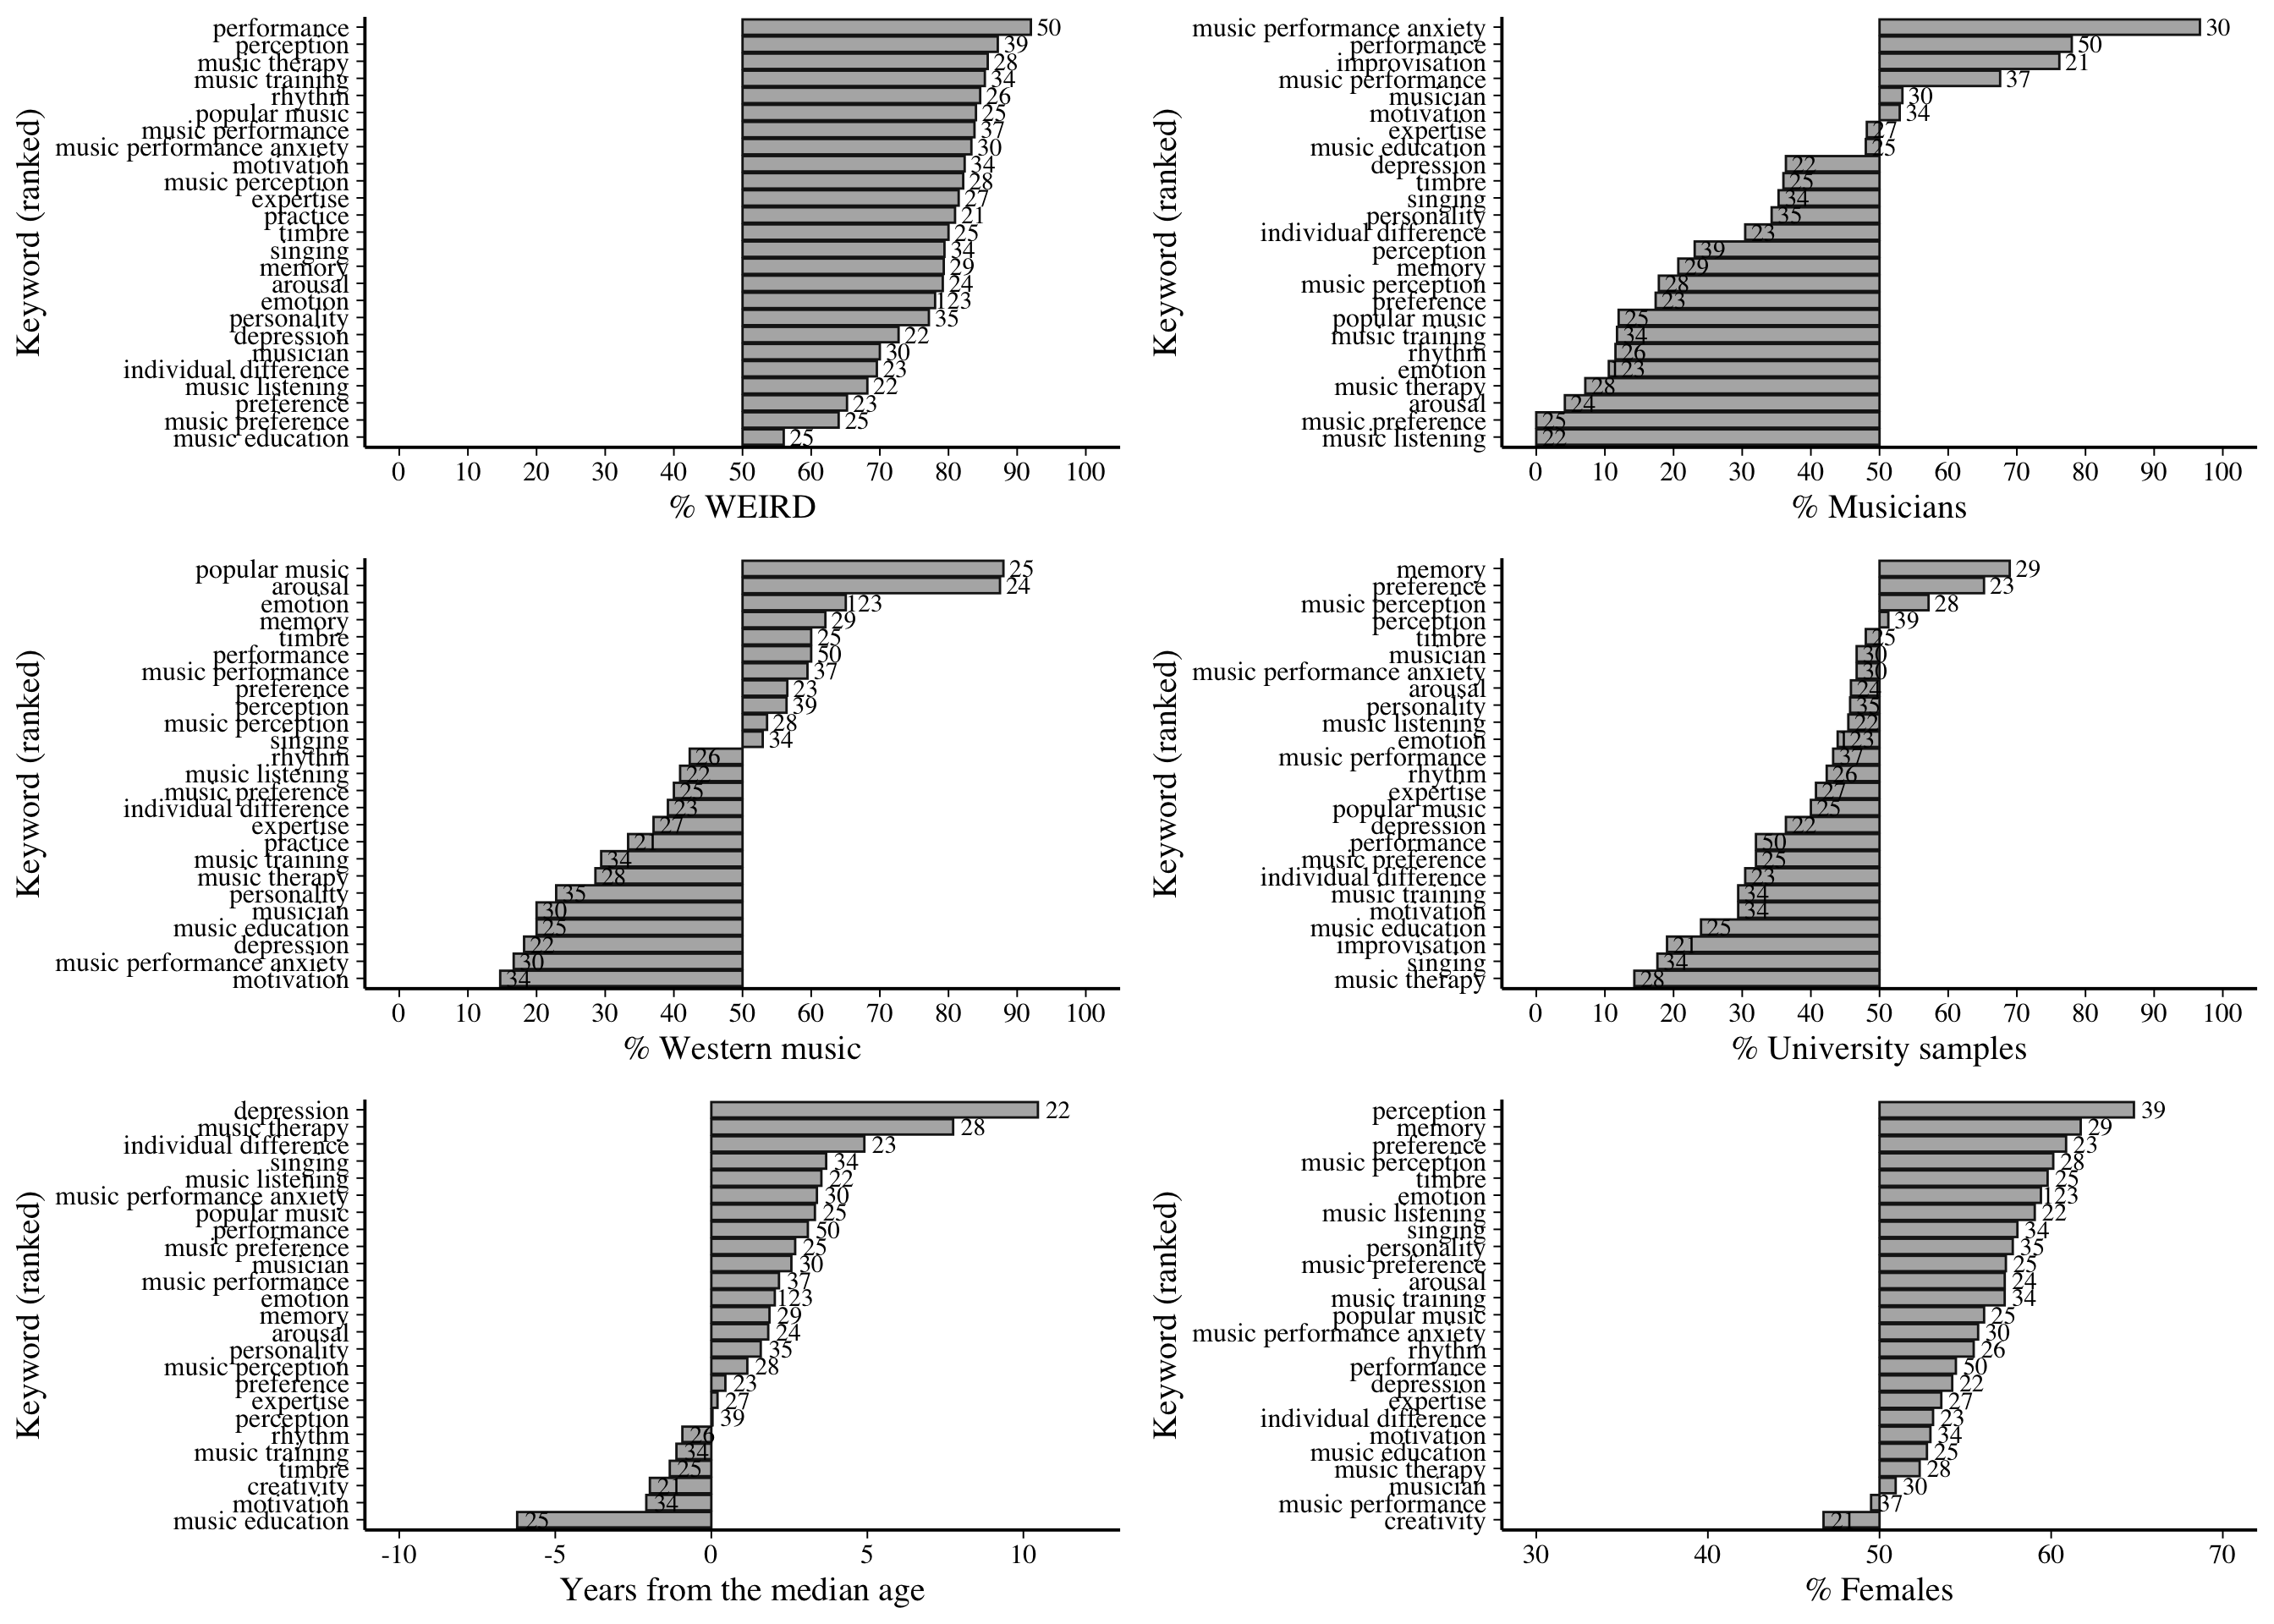 Keyword (ranked)
performance 50
perception 39
music therapy 28
music training 34
rhythm 26
popular music 25
music performance 37
music performance anxiety 30
motivation 34
music perception 28
expertise 27
practice 21
timbre 25
singing 34
memory 29
arousal 24
emotion 123
personality 35
depression 22
musician 30
individual difference 23
music listening 22
preference 23
music preference 25
music education 25
0 10 20 30 40 50 60 70 80 90 100
% WEIRD
Keyword (ranked)
music performance anxiety 30
performance 50
improvisation 21
music performance 37
musician 30
motivation 34
expertise 27
music education 25
depression 22
timbre 25
singing 34
personality 35
individual difference 23
perception 39
memory 29
music perception 28
preference 23
popular music 25
music training 34
rhythm 26
emotion 123
music therapy 28
arousal 24
music preference 25
music listening 22
0 10 20 30 40 50 60 70 80 90 100
% Musicians
Keyword (ranked)
popular music 25
arousal 24
emotion 123
memory 29
timbre 25
performance 50
music performance 37
preference 23
perception 39
music perception 28
singing 34
rhythm 26
music listening 22
music preference 25
individual difference 23
expertise 27
practice 21
music training 34
music therapy 28
personality 35
musician 30
music education 25
depression 22
music performance anxiety 30
motivation 34
0 10 20 30 40 50 60 70 80 90 100
% Western music
Keyword (ranked)
memory 29
preference 23
music perception 28
perception 39
timbre 25
musician 30
music performance anxiety 30
arousal 24
personality 35
music listening 22
emotion 123
music performance 37
rhythm 26
expertise 27
popular music 25
depression 22
performance 50
music preference 25
individual difference 23
music training 34
motivation 34
music education 25
improvisation 21
singing 34
music therapy 28
0 10 20 30 40 50 60 70 80 90 100
% University samples
Keyword (ranked)
depression 22
music therapy 28
individual difference 23
singing 34
music listening 22
music performance anxiety 30
popular music 25
performance 50
music preference 25
musician 30
music performance 37
emotion 123
memory 29
arousal 24
personality 35
music perception 28
preference 23
expertise 27
perception 39
rhythm 26
music training 34
timbre 25
creativity 21
motivation 34
music education 25
-10 -5 0 5 10
Years from the median age
Keyword (ranked)
perception 39
memory 29
preference 23
music perception 28
timbre 25
emotion 123
music listening 22
singing 34
personality 35
music preference 25
arousal 24
music training 34
popular music 25
music performance anxiety 30
rhythm 26
performance 50
depression 22
expertise 27
individual difference 23
motivation 34
music education 25
music therapy 28
musician 30
music performance 37
creativity 21
30 40 50 60 70
% Females